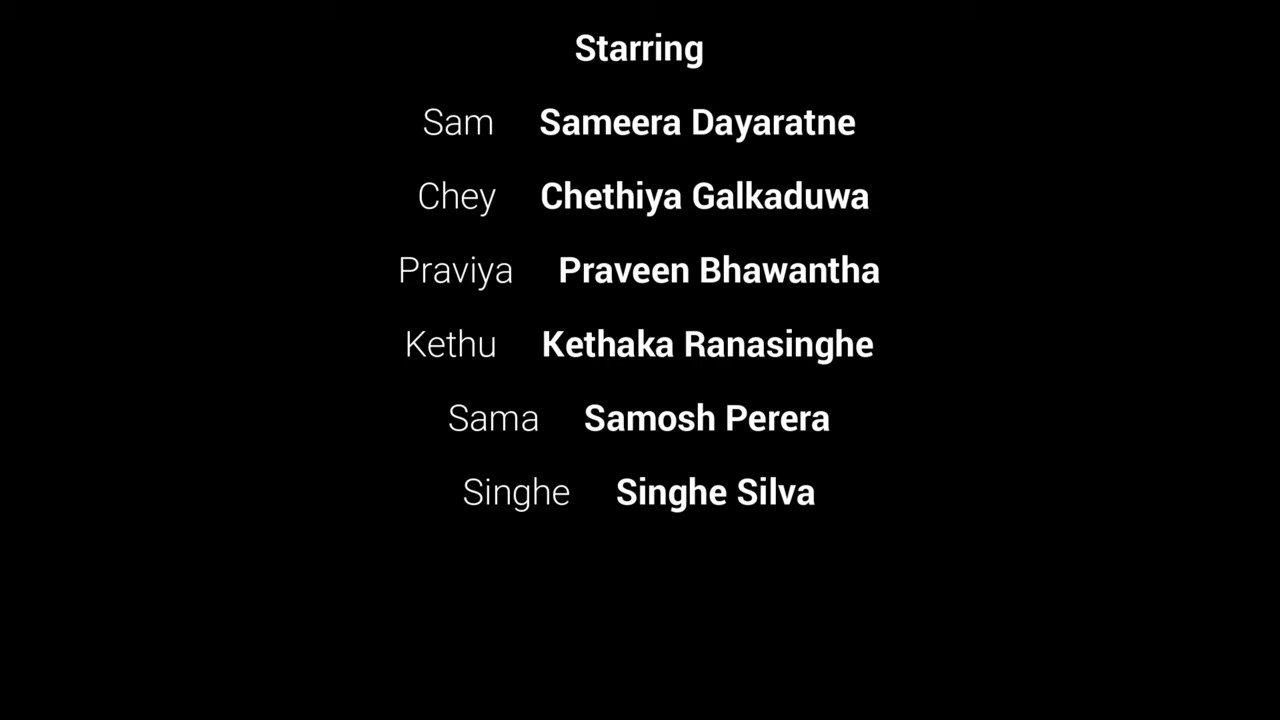 Starring
Sam Sameera Dayaratne
Chey Chethiya Galkaduwa
Praviya Praveen Bhawantha
Kethu Kethaka Ranasinghe
Sama Samosh Perera
Singhe Singhe Silva